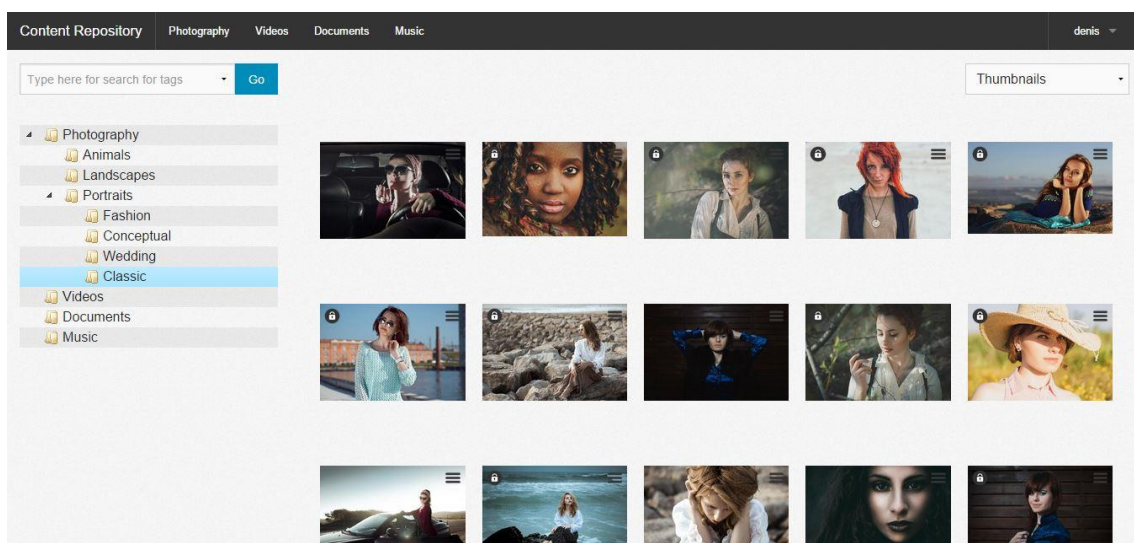 Content Repository Photography Videos Documents Music denis
Type here for search for tags Go Thumbnails
Photography
Animals
Landscapes
Portraits
Fashion
Conceptual
Wedding
Classic
Videos
Documents
Music